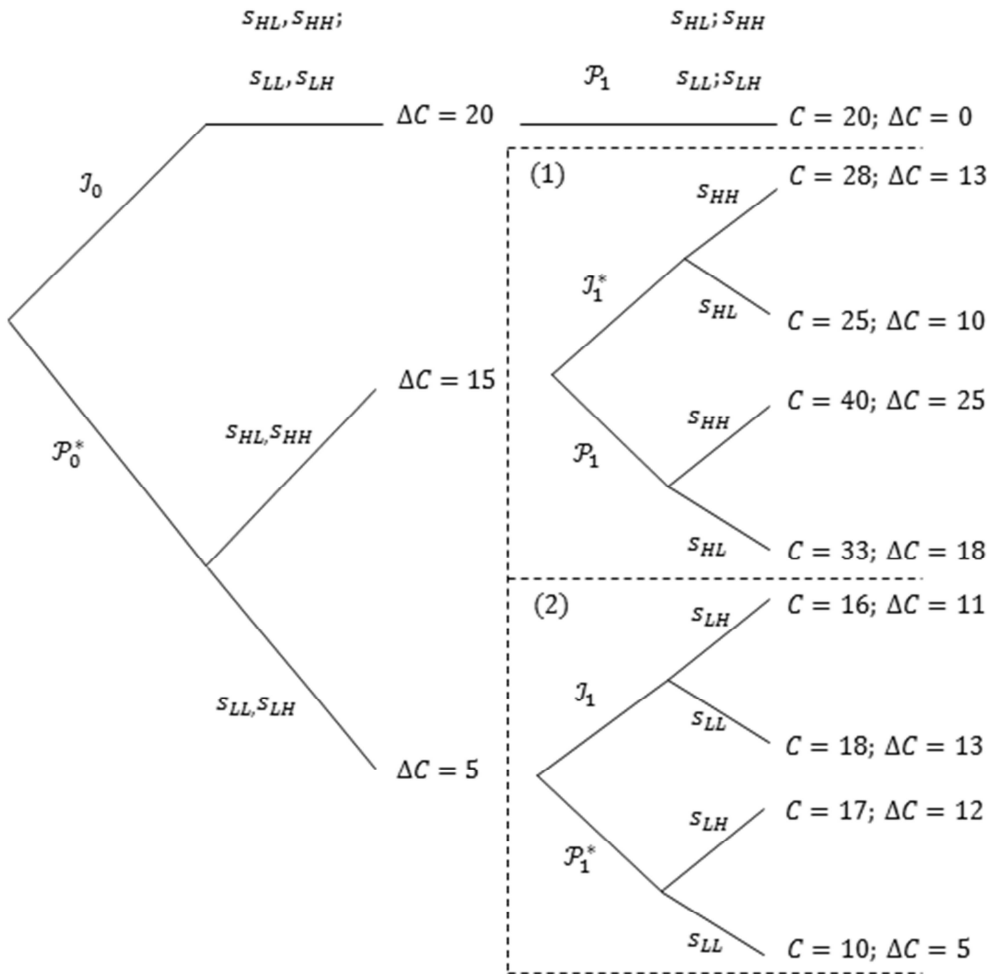 s_HL, s_HH; s_HL; s_HH
s_LL, s_LH 𝒫_1 s_LL; s_LH
ΔC = 20 C = 20; ΔC = 0
(1) C = 28; ΔC = 13
s_HH
ℐ_0
ℐ_1^*
s_HL
C = 25; ΔC = 10
ΔC = 15
C = 40; ΔC = 25
s_HH
s_HL, s_HH
𝒫_0^* 𝒫_1
s_HL C = 33; ΔC = 18
(2) C = 16; ΔC = 11
s_LH
ℐ_1
s_LL, s_LH s_LL
C = 18; ΔC = 13
ΔC = 5
C = 17; ΔC = 12
s_LH
𝒫_1^*
s_LL C = 10; ΔC = 5